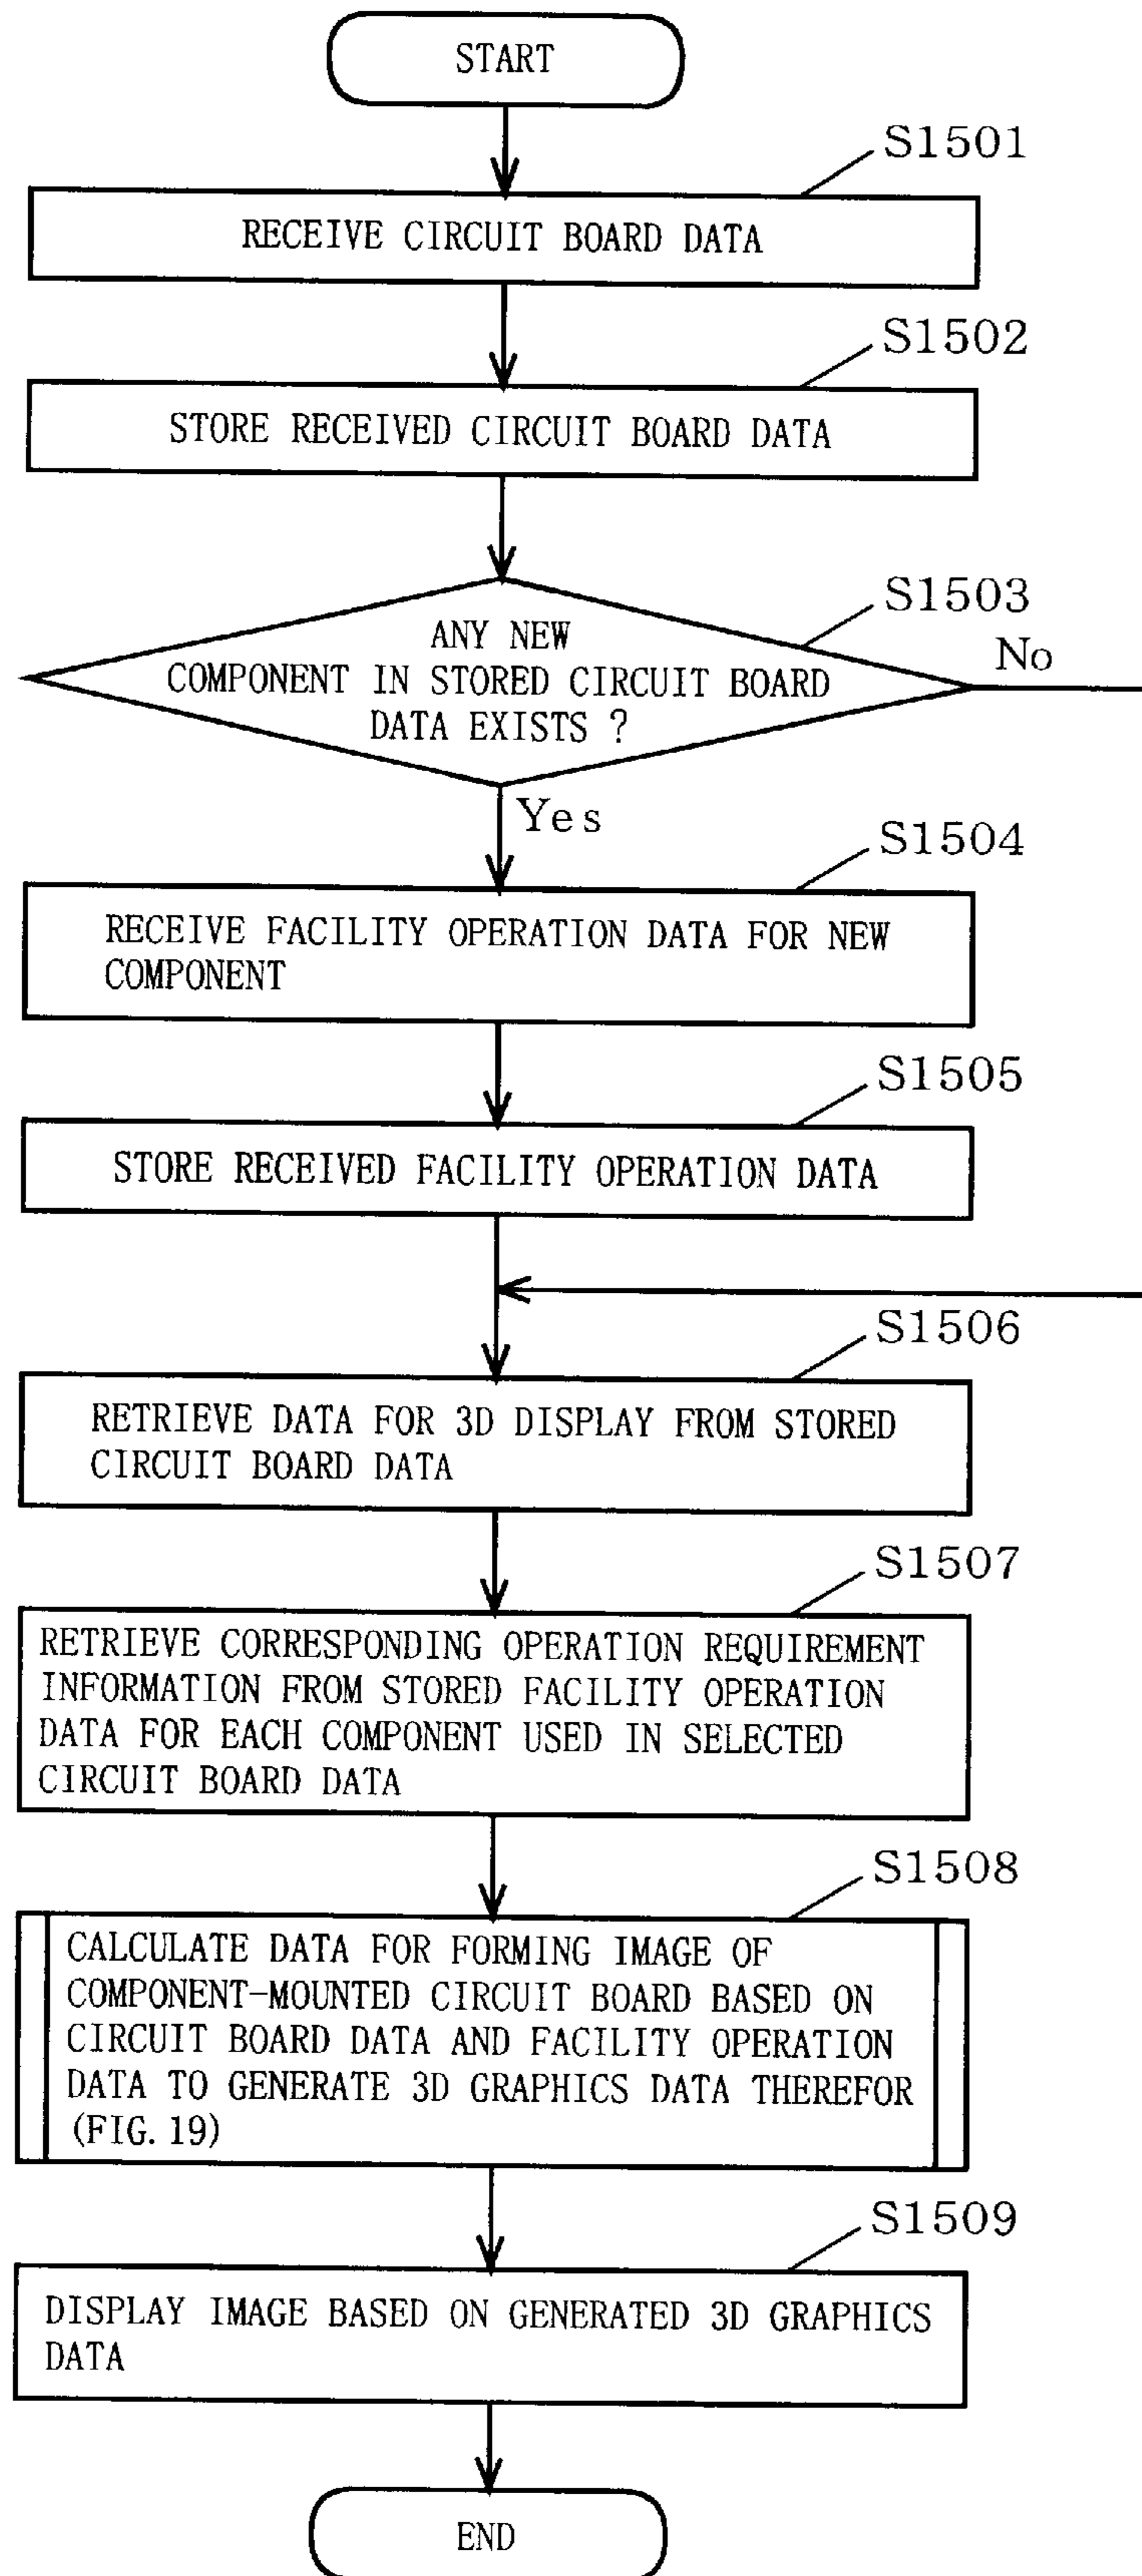 START
S1501
RECEIVE CIRCUIT BOARD DATA
S1502
STORE RECEIVED CIRCUIT BOARD DATA
S1503
ANY NEW
COMPONENT IN STORED CIRCUIT BOARD
DATA EXISTS ?
No
Yes
S1504
RECEIVE FACILITY OPERATION DATA FOR NEW
COMPONENT
S1505
STORE RECEIVED FACILITY OPERATION DATA
S1506
RETRIEVE DATA FOR 3D DISPLAY FROM STORED
CIRCUIT BOARD DATA
S1507
RETRIEVE CORRESPONDING OPERATION REQUIREMENT
INFORMATION FROM STORED FACILITY OPERATION
DATA FOR EACH COMPONENT USED IN SELECTED
CIRCUIT BOARD DATA
S1508
CALCULATE DATA FOR FORMING IMAGE OF
COMPONENT-MOUNTED CIRCUIT BOARD BASED ON
CIRCUIT BOARD DATA AND FACILITY OPERATION
DATA TO GENERATE 3D GRAPHICS DATA THEREFOR
(FIG. 19)
S1509
DISPLAY IMAGE BASED ON GENERATED 3D GRAPHICS
DATA
END